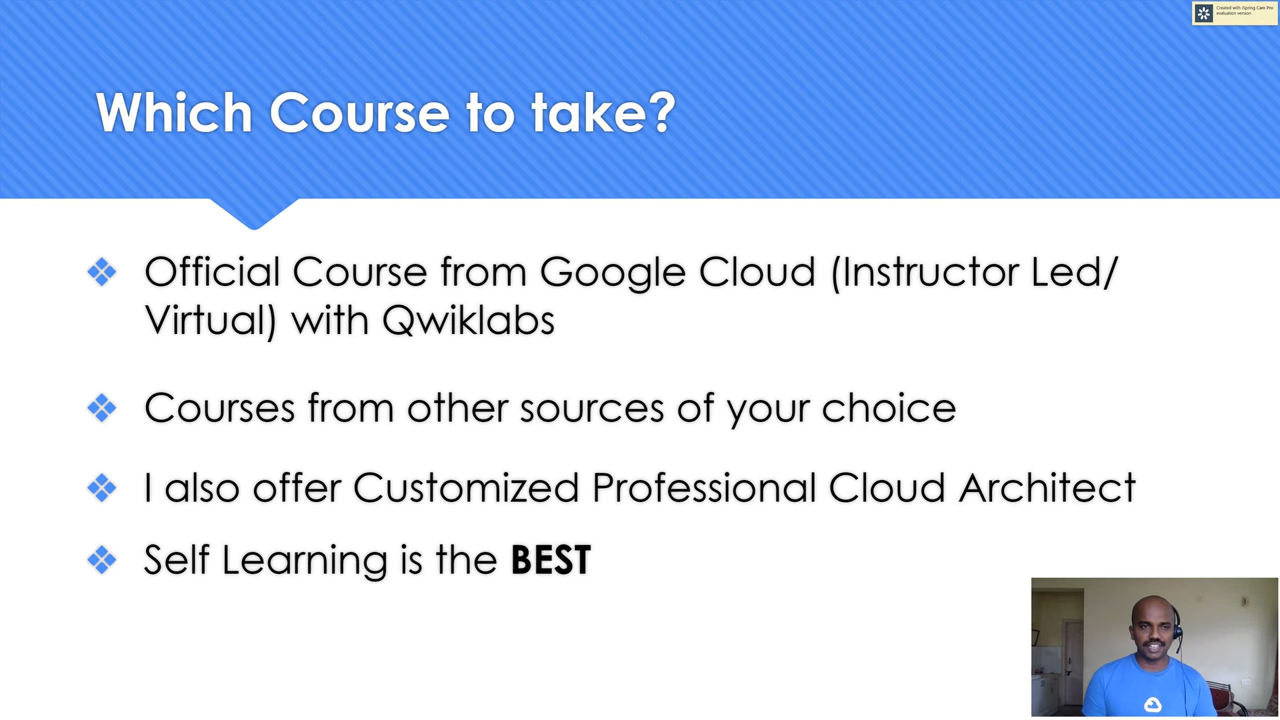 Created with iSpring Cam Pro
evaluation version
Which Course to take?
Official Course from Google Cloud (Instructor Led/
Virtual) with Qwiklabs
Courses from other sources of your choice
I also offer Customized Professional Cloud Architect
Self Learning is the BEST